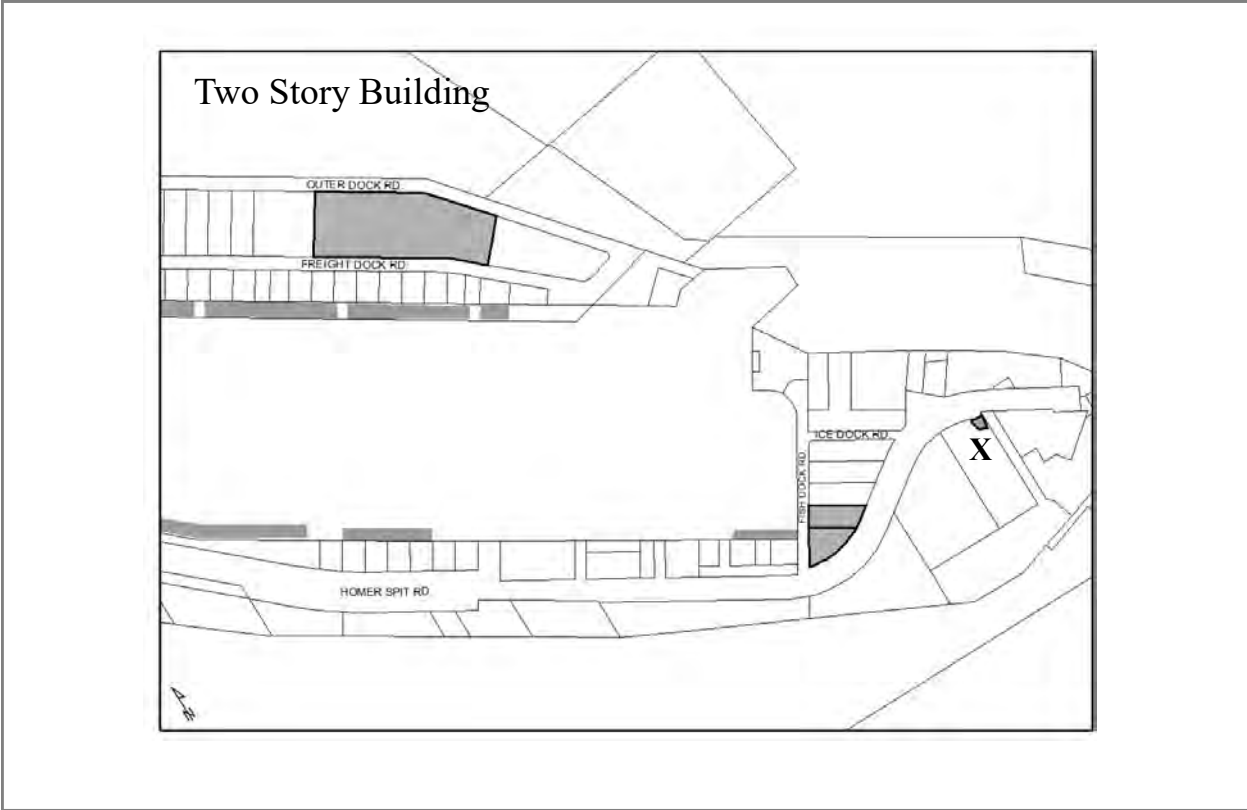 Two Story Building
OUTER DOCK RD.
FREIGHT DOCK RD.
ICE DOCK RD.
X
FISH DOCK RD.
HOMER SPIT RD.
N